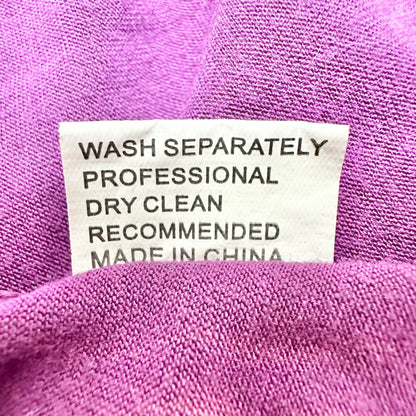 WASH SEPARATELY
PROFESSIONAL
DRY CLEAN
RECOMMENDED
MADE IN CHINA